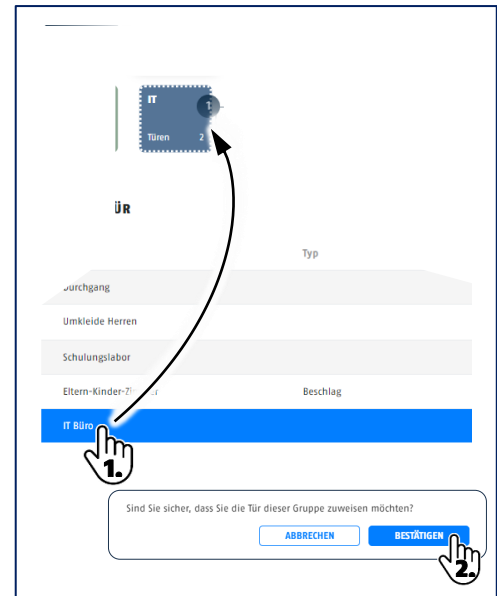 IT
1
Türen 2
ÜR
Typ
Durchgang
Umkleide Herren
Schulungslabor
Eltern-Kinder- Beschlag
IT Büro
1.
Sind Sie sicher, dass Sie die Tür dieser Gruppe zuweisen möchten?
ABBRECHEN BESTÄTIGEN
2.